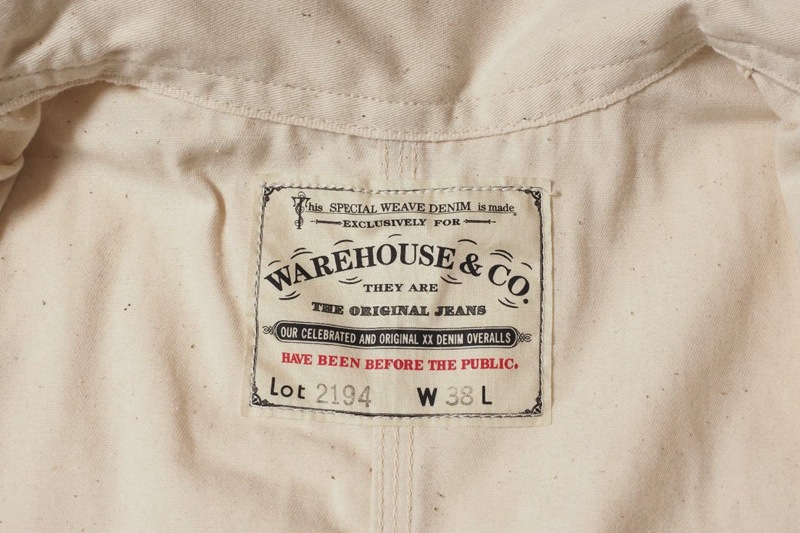 This SPECIAL WEAVE DENIM is made
EXCLUSIVELY FOR
WAREHOUSE & CO.
THEY ARE
THE ORIGINAL JEANS
OUR CELEBRATED AND ORIGINAL XX DENIM OVERALLS
HAVE BEEN BEFORE THE PUBLIC.
Lot 2194 W 38 L